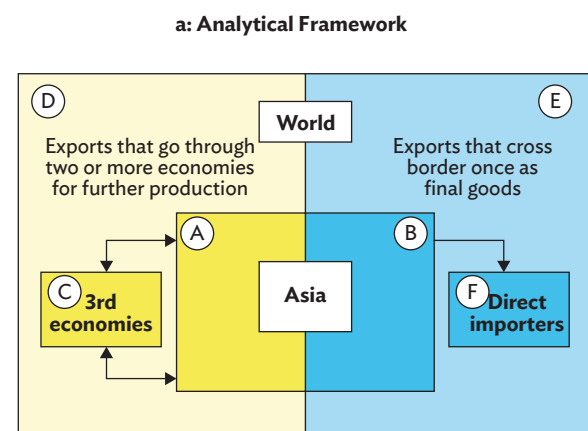 a: Analytical Framework
D
E
World
Exports that go through
two or more economies
for further production
Exports that cross
border once as
final goods
A
B
C
3rd
economies
Asia
F
Direct
importers